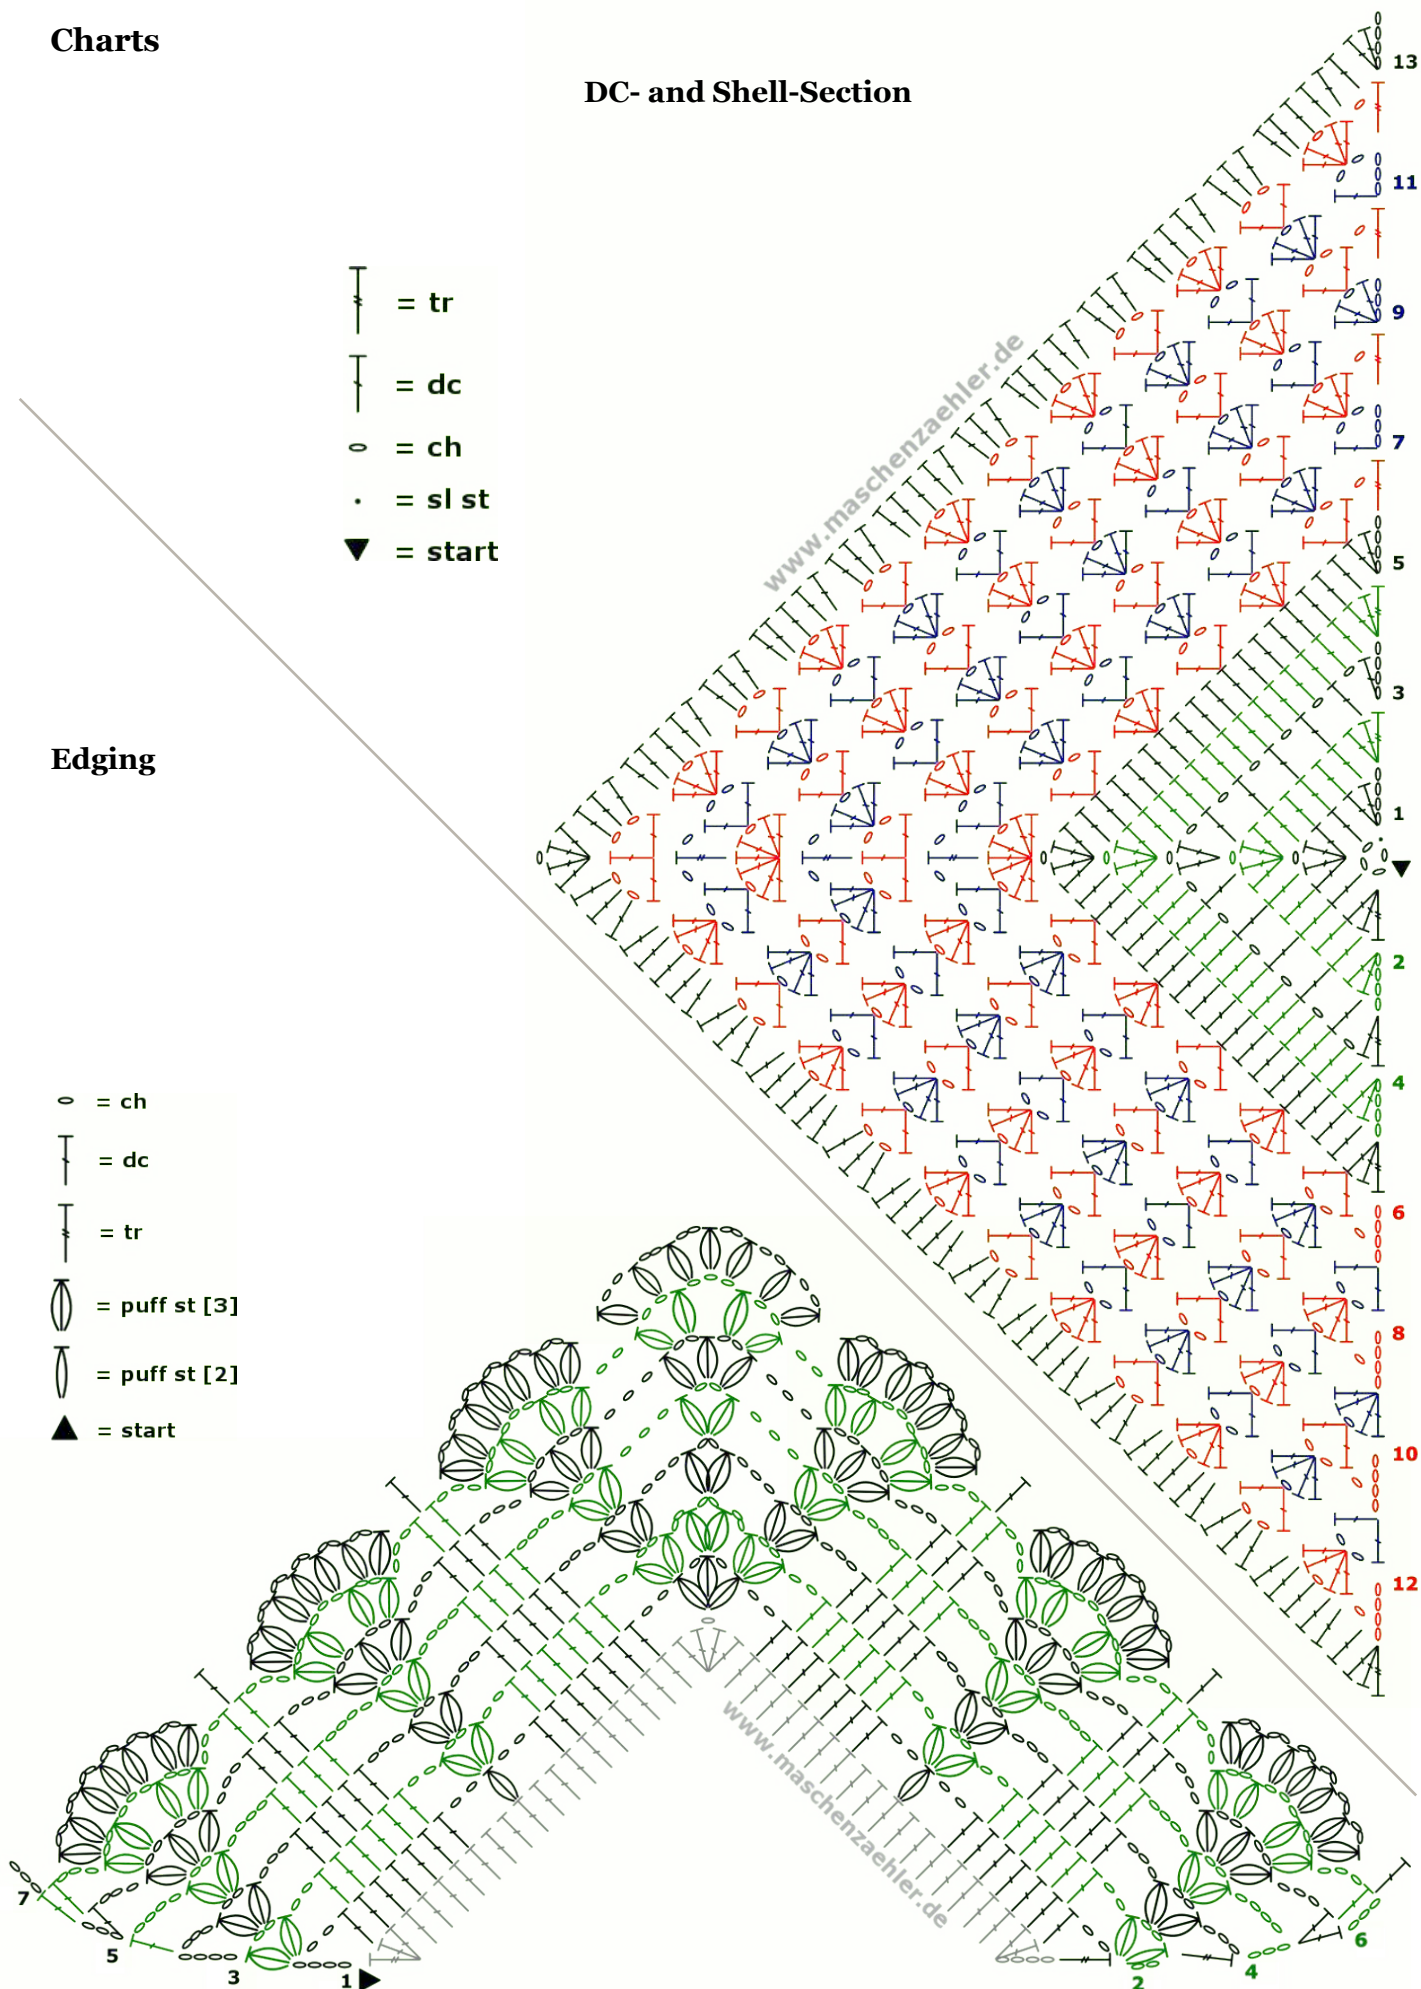 Charts
DC- and Shell-Section
= tr
= dc
= ch
= sl st
= start
www.maschenzaehler.de
13
11
9
7
5
3
1
2
4
6
8
10
12
Edging
= ch
= dc
= tr
= puff st [3]
= puff st [2]
= start
www.maschenzaehler.de
7
5
3
1
2
4
6